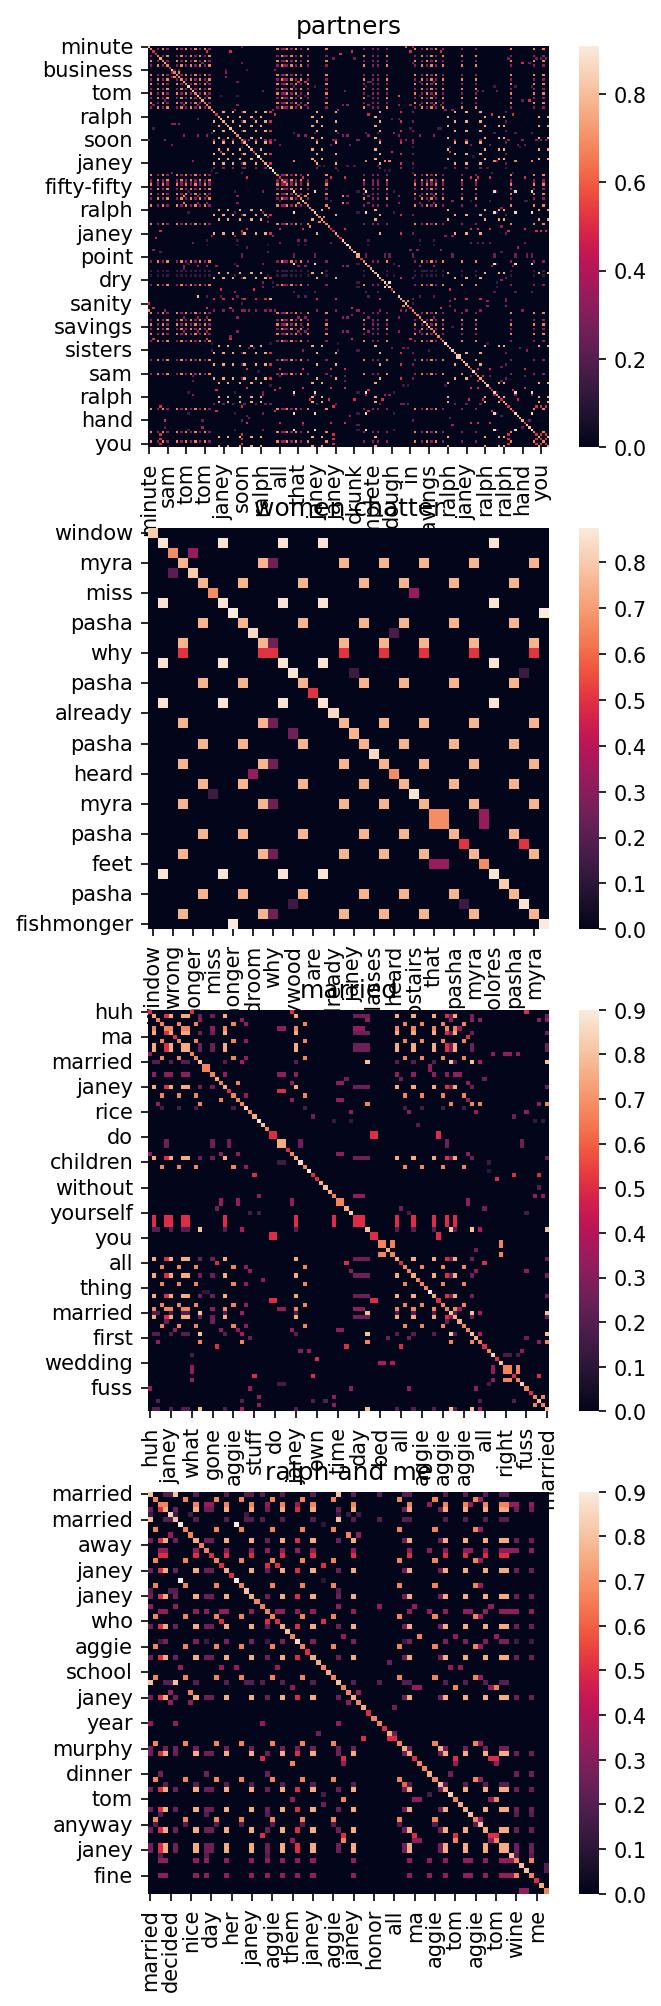 partners
minute
business
tom
ralph
soon
janey
fifty-fifty
ralph
janey
point
dry
sanity
savings
sisters
sam
ralph
hand
you
0.8
0.6
0.4
0.2
0.0
sam
tom
tom
janey
soon
ralph
all
that
in
ralph
janey
ralph
ralph
hand
you
women chatter
window
myra
miss
pasha
why
pasha
already
pasha
heard
myra
pasha
feet
pasha
fishmonger
0.8
0.7
0.6
0.5
0.4
0.3
0.2
0.1
0.0
wrong
miss
why
are
heard
that
pasha
myra
pasha
myra
married
huh
ma
married
janey
rice
do
children
without
yourself
you
all
thing
married
first
wedding
fuss
0.9
0.8
0.7
0.6
0.5
0.4
0.3
0.2
0.1
0.0
huh
janey
what
gone
aggie
stuff
do
janey
own
time
day
bed
all
aggie
aggie
aggie
all
right
fuss
married
ralph and me
married
married
away
janey
janey
who
aggie
school
janey
year
murphy
dinner
tom
anyway
janey
fine
0.9
0.8
0.7
0.6
0.5
0.4
0.3
0.2
0.1
0.0
married
decided
nice
day
her
janey
aggie
them
janey
aggie
janey
honor
all
ma
aggie
tom
aggie
tom
wine
me